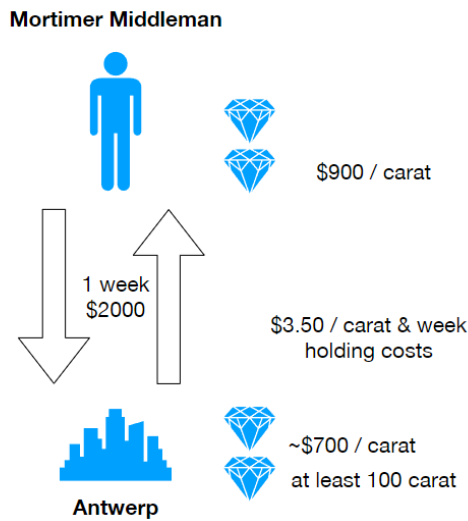 Mortimer Middleman
$900 / carat
1 week
$2000
$3.50 / carat & week
holding costs
~$700 / carat
at least 100 carat
Antwerp